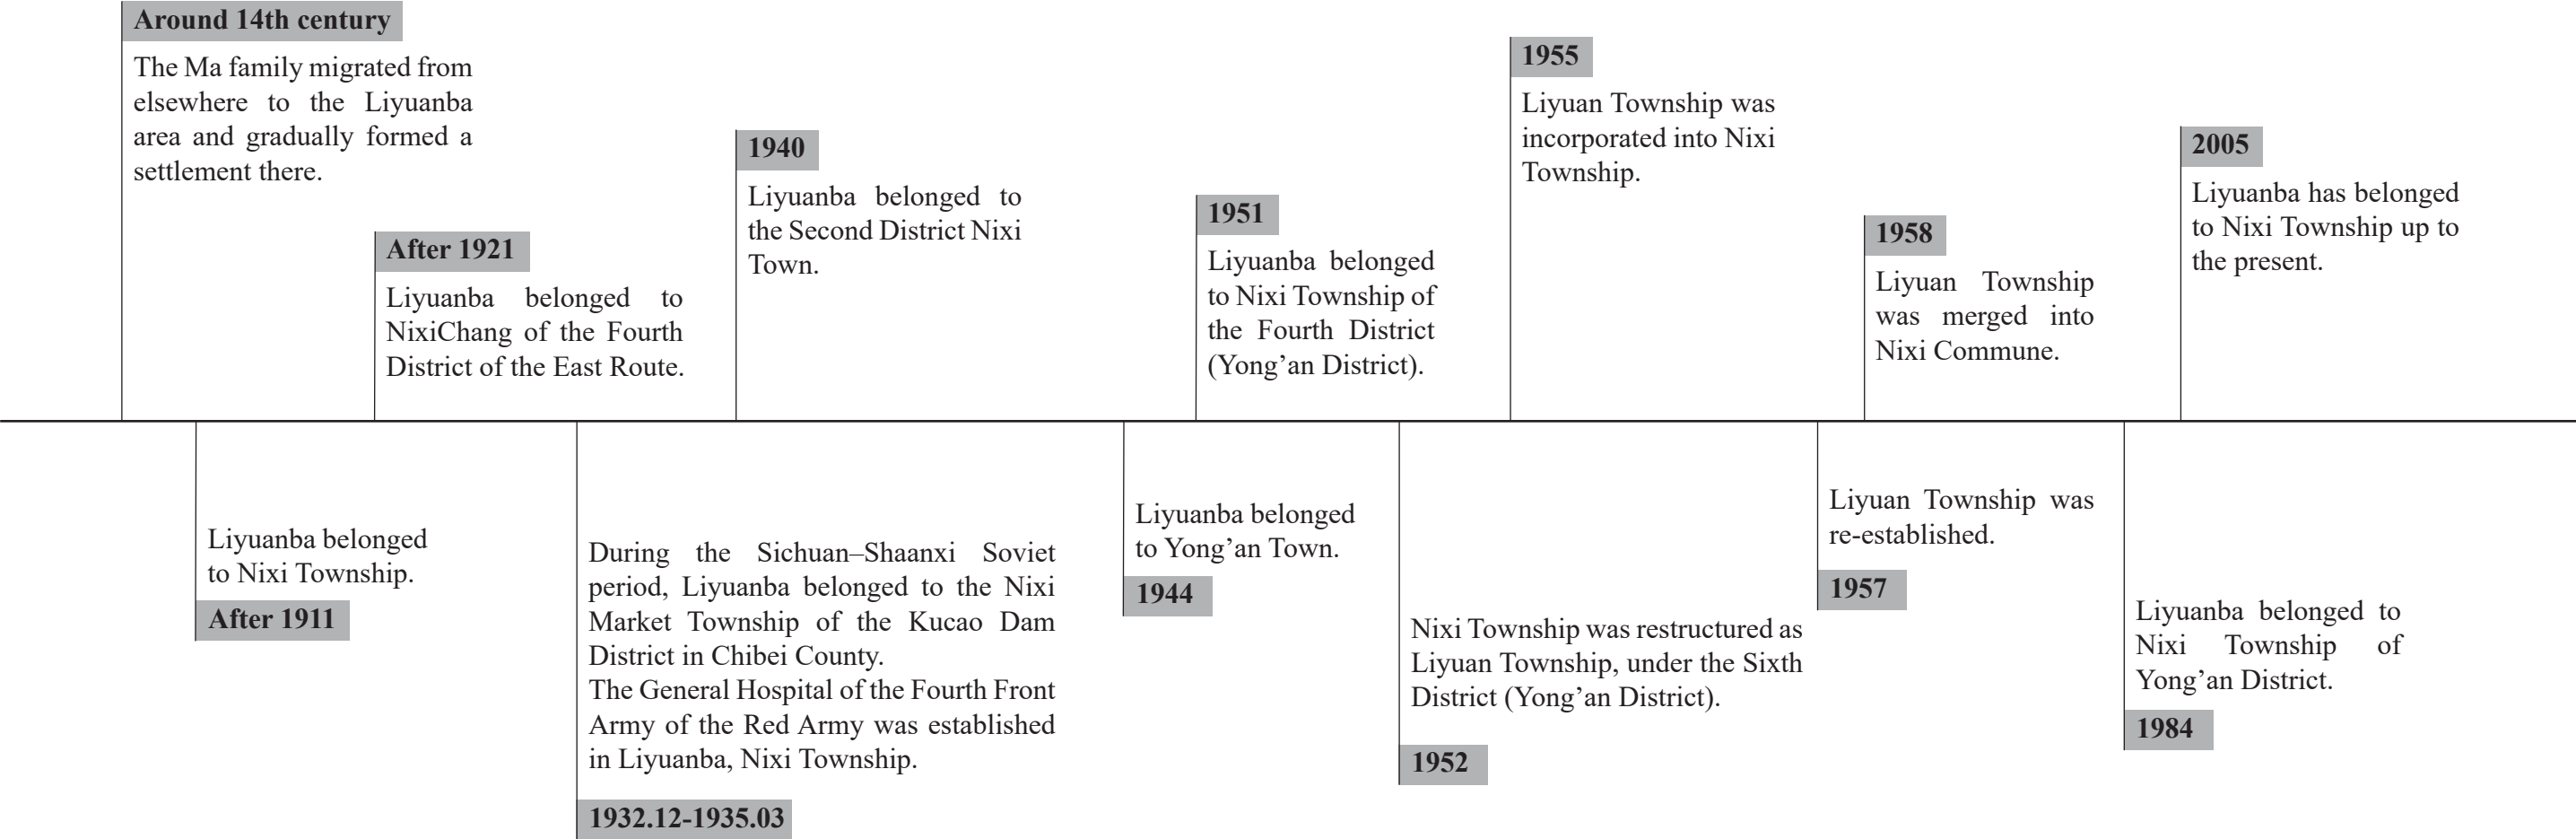 Around 14th century
The Ma family migrated from
elsewhere to the Liyuanba
area and gradually formed a
settlement there.
Liyuanba belonged
to Nixi Township.
After 1911
After 1921
Liyuanba belonged to
NixiChang of the Fourth
District of the East Route.
During the Sichuan–Shaanxi Soviet
period, Liyuanba belonged to the Nixi
Market Township of the Kucao Dam
District in Chibei County.
The General Hospital of the Fourth Front
Army of the Red Army was established
in Liyuanba, Nixi Township.
1932.12-1935.03
1940
Liyuanba belonged to
the Second District Nixi
Town.
Liyuanba belonged
to Yong’an Town.
1944
1951
Liyuanba belonged
to Nixi Township of
the Fourth District
(Yong’an District).
Nixi Township was restructured as
Liyuan Township, under the Sixth
District (Yong’an District).
1952
1955
Liyuan Township was
incorporated into Nixi
Township.
Liyuan Township was
re-established.
1957
1958
Liyuan Township
was merged into
Nixi Commune.
Liyuanba belonged to
Nixi Township of
Yong’an District.
1984
2005
Liyuanba has belonged
to Nixi Township up to
the present.